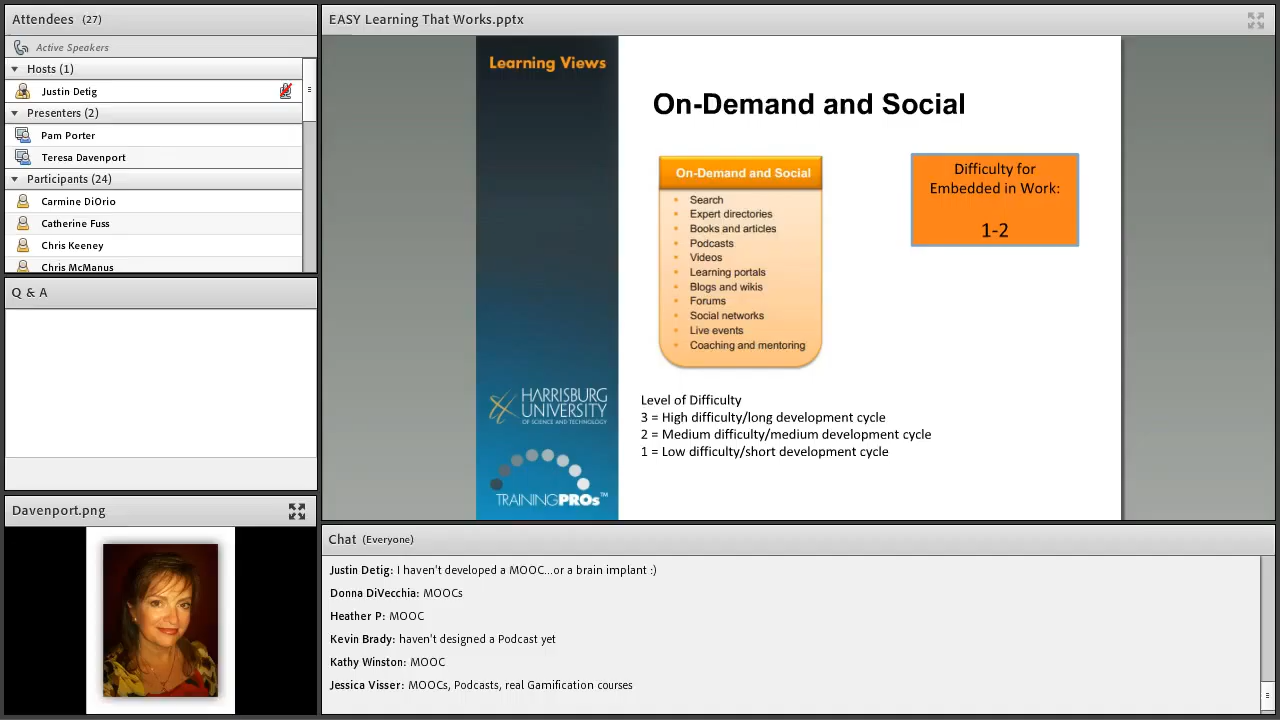 Attendees (27)
Active Speakers
Hosts (1)
Justin Detig
Presenters (2)
Pam Porter
Teresa Davenport
Participants (24)
Carmine DiOrio
Catherine Fuss
Chris Keeney
Chris McManus
Q & A
Davenport.png
EASY Learning That Works.pptx
Learning Views
HARRISBURG
UNIVERSITY
OF SCIENCE AND TECHNOLOGY
TRAININGPROs™
On-Demand and Social
On-Demand and Social
• Search
• Expert directories
• Books and articles
• Podcasts
• Videos
• Learning portals
• Blogs and wikis
• Forums
• Social networks
• Live events
• Coaching and mentoring
Difficulty for
Embedded in Work:
1-2
Level of Difficulty
3 = High difficulty/long development cycle
2 = Medium difficulty/medium development cycle
1 = Low difficulty/short development cycle
Chat (Everyone)
Justin Detig: I haven't developed a MOOC...or a brain implant :)
Donna DiVecchia: MOOCs
Heather P: MOOC
Kevin Brady: haven't designed a Podcast yet
Kathy Winston: MOOC
Jessica Visser: MOOCs, Podcasts, real Gamification courses